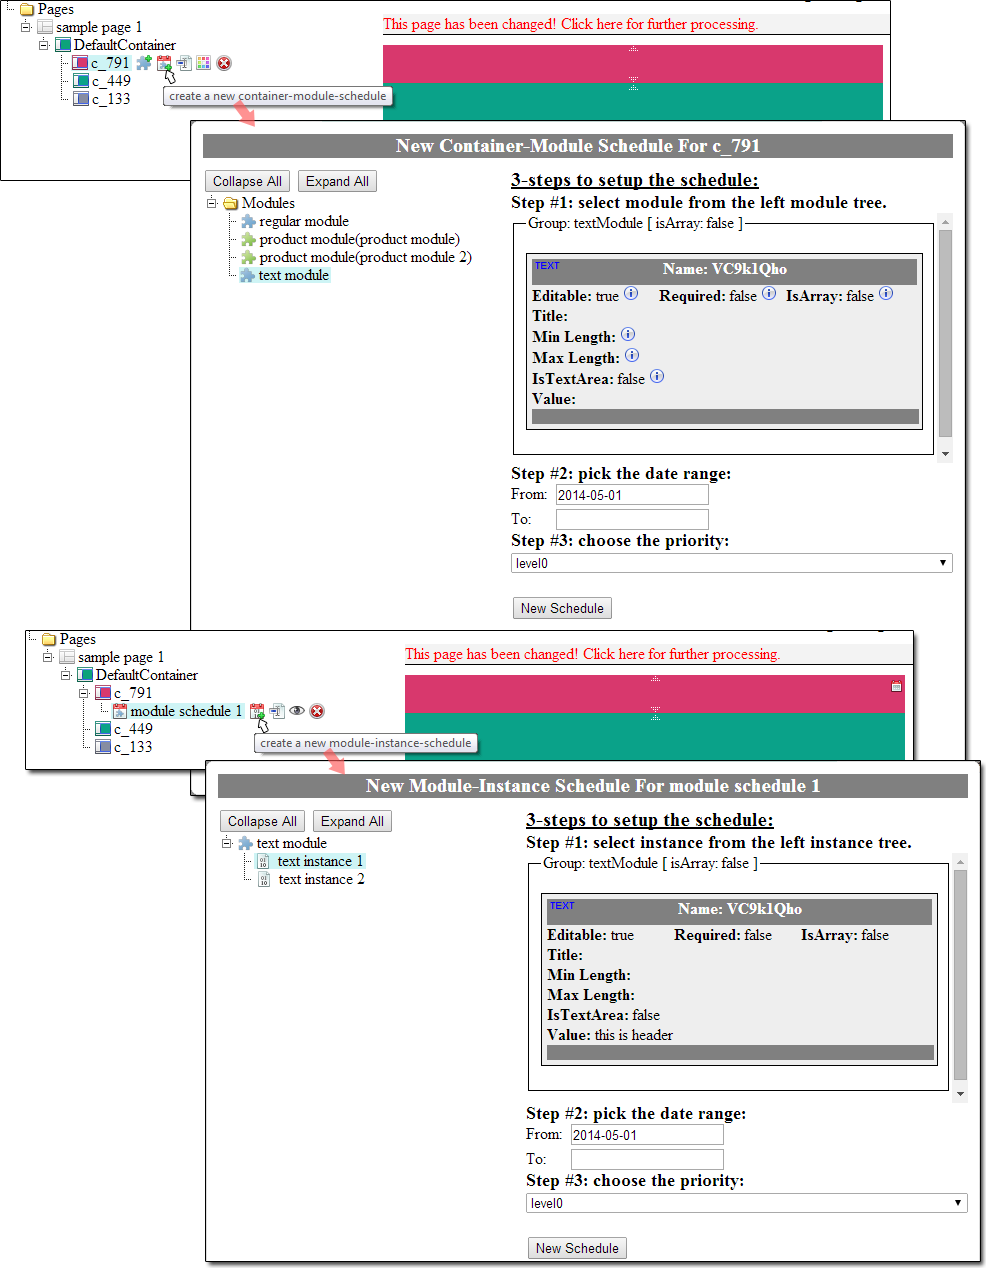 Pages
sample page 1
This page has been changed! Click here for further processing.
DefaultContainer
c_791
c_449
c_133
create a new container-module-schedule
New Container-Module Schedule For c_791
Collapse All
Expand All
Modules
regular module
product module(product module)
product module(product module 2)
text module
3-steps to setup the schedule:
Step #1: select module from the left module tree.
Group: textModule [ isArray: false ]
TEXT
Name: VC9k1Qho
Editable: true Required: false IsArray: false
Title:
Min Length:
Max Length:
IsTextArea: false
Value:
Step #2: pick the date range:
From: 2014-05-01
To:
Step #3: choose the priority:
level0
New Schedule
Pages
sample page 1
This page has been changed! Click here for further processing.
DefaultContainer
c_791
module schedule 1
c_449
c_133
create a new module-instance-schedule
New Module-Instance Schedule For module schedule 1
Collapse All
Expand All
text module
text instance 1
text instance 2
3-steps to setup the schedule:
Step #1: select instance from the left instance tree.
Group: textModule [ isArray: false ]
TEXT
Name: VC9k1Qho
Editable: true Required: false IsArray: false
Title:
Min Length:
Max Length:
IsTextArea: false
Value: this is header
Step #2: pick the date range:
From: 2014-05-01
To:
Step #3: choose the priority:
level0
New Schedule